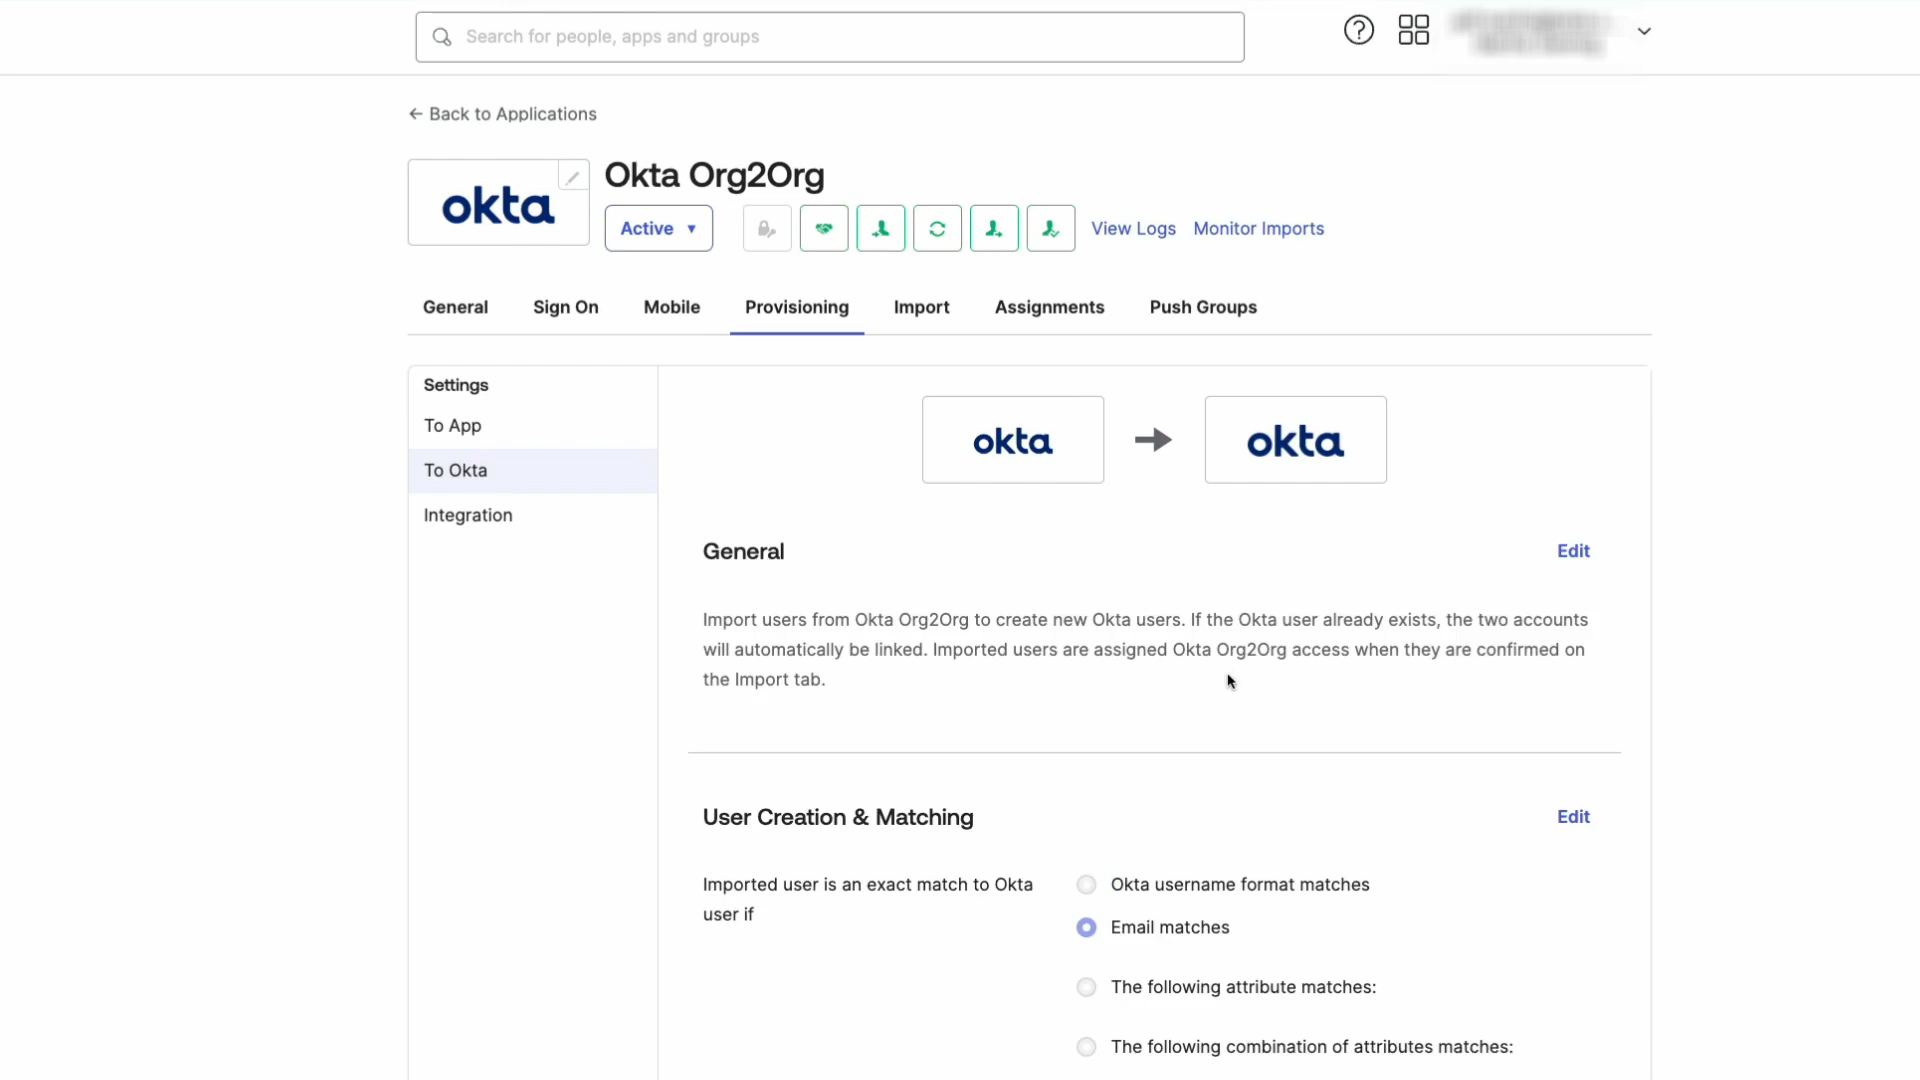 Search for people, apps and groups
← Back to Applications
okta
Okta Org2Org
Active ▼
View Logs Monitor Imports
General Sign On Mobile Provisioning Import Assignments Push Groups
Settings
To App
To Okta
Integration
okta → okta
General Edit
Import users from Okta Org2Org to create new Okta users. If the Okta user already exists, the two accounts
will automatically be linked. Imported users are assigned Okta Org2Org access when they are confirmed on
the Import tab.
User Creation & Matching Edit
Imported user is an exact match to Okta
user if
Okta username format matches
Email matches
The following attribute matches:
The following combination of attributes matches: